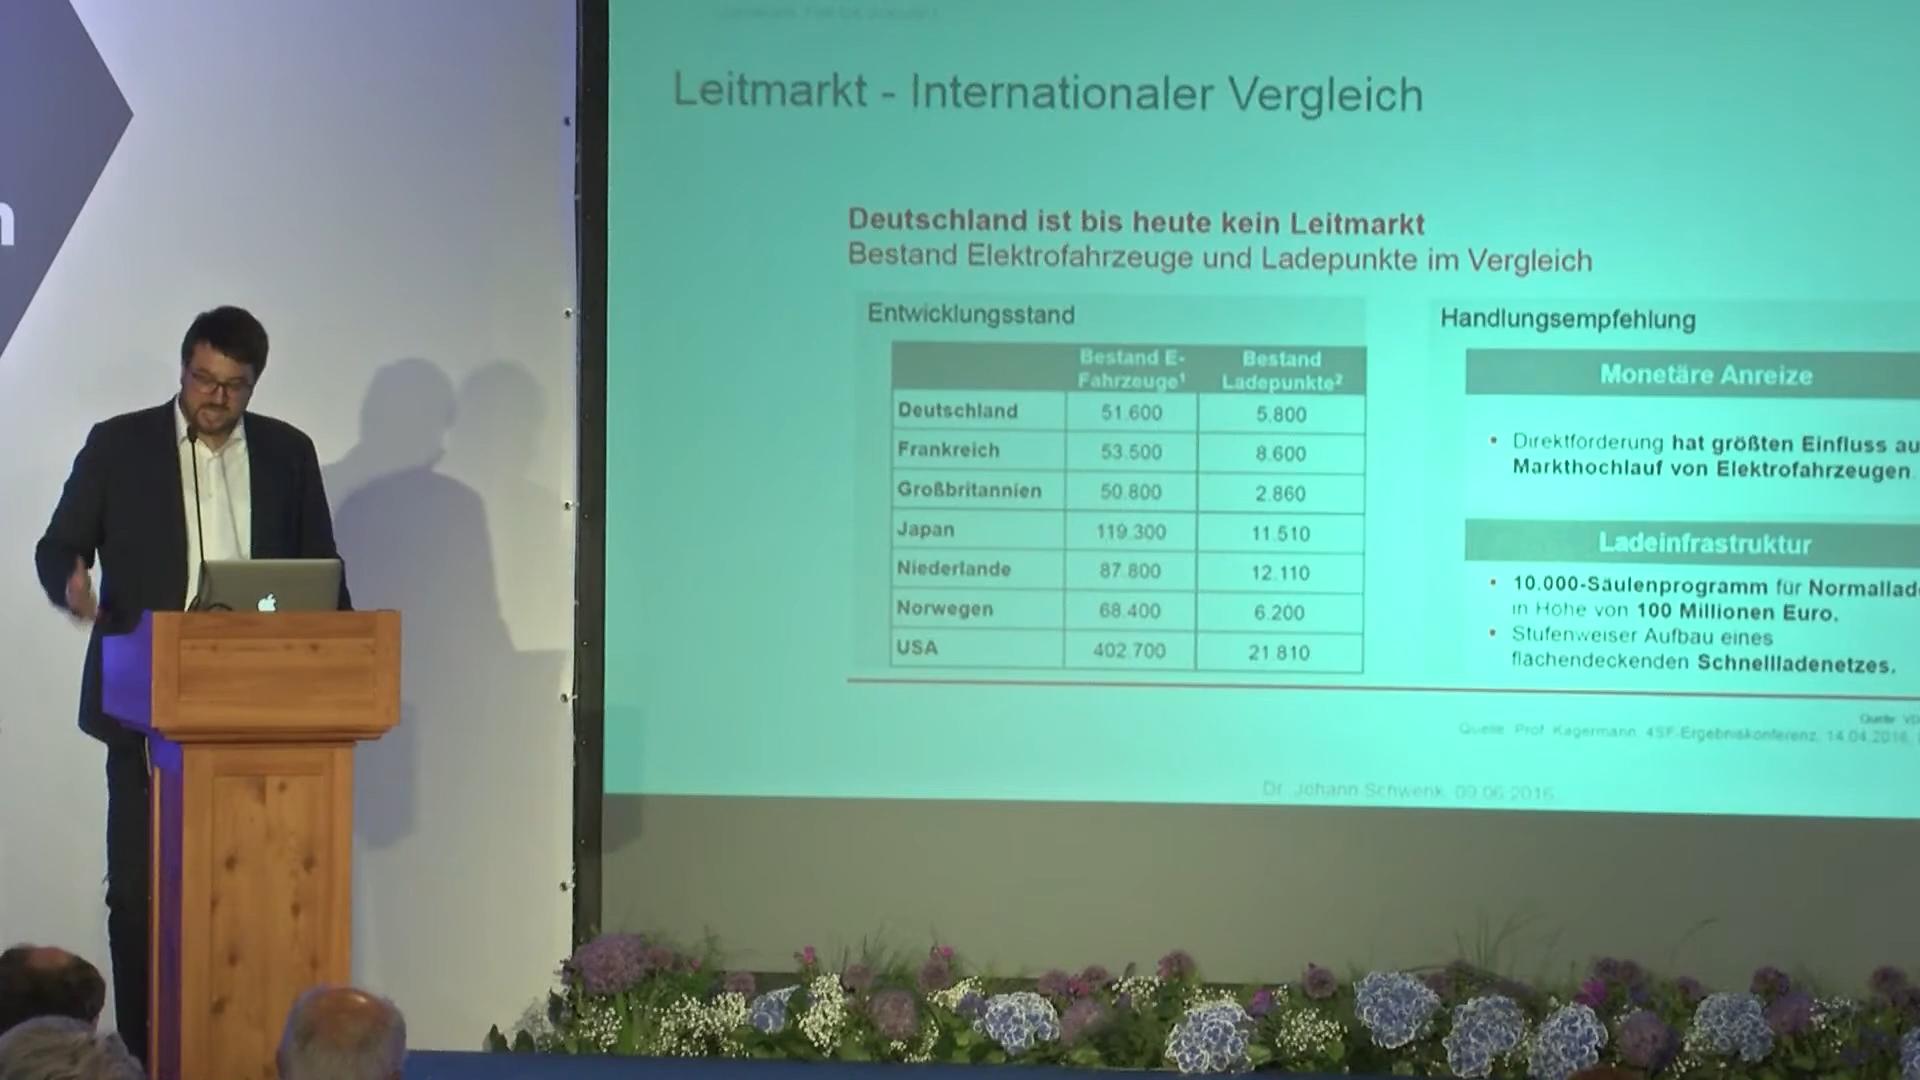 n
Leitmarkt - Internationaler Vergleich
Deutschland ist bis heute kein Leitmarkt
Bestand Elektrofahrzeuge und Ladepunkte im Vergleich
Entwicklungsstand
Bestand E- Bestand
Fahrzeuge¹ Ladepunkte²
Deutschland 51.600 5.800
Frankreich 53.500 8.600
Großbritannien 50.800 2.860
Japan 119.300 11.510
Niederlande 87.800 12.110
Norwegen 68.400 6.200
USA 402.700 21.810
Handlungsempfehlung
Monetäre Anreize
• Direktförderung hat größten Einfluss au
Markthochlauf von Elektrofahrzeugen
Ladeinfrastruktur
• 10.000-Säulenprogramm für Normallad
in Höhe von 100 Millionen Euro.
• Stufenweiser Aufbau eines
flächendeckenden Schnellladenetzes.
Quelle: VD
Quelle: Prof. Kagermann, 4SF-Ergebniskonferenz, 14.04.2016,
Dr. Johann Schwenk, 09.06.2016